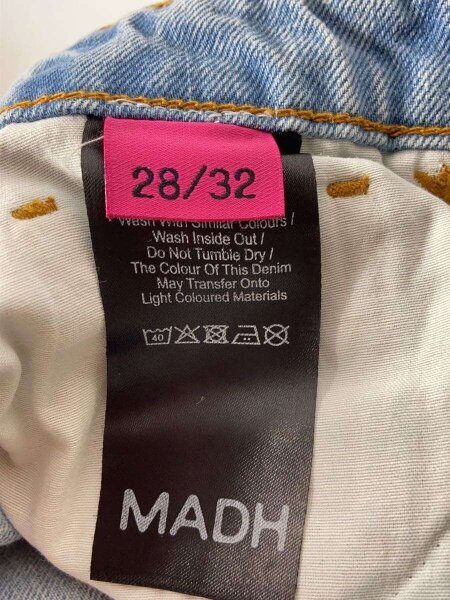 28/32
Wash With Similar Colours /
Wash Inside Out /
Do Not Tumble Dry /
The Colour Of This Denim
May Transfer Onto
Light Coloured Materials
40
MADH